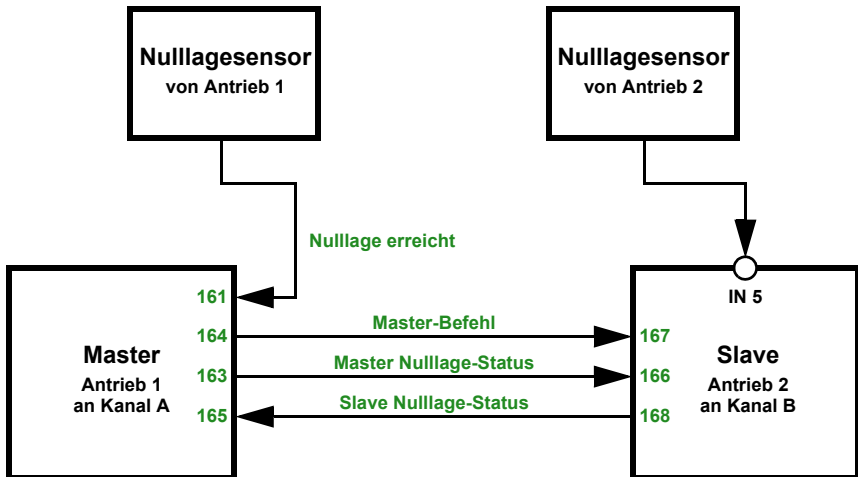 Nulllagesensor
von Antrieb 1
Nulllagesensor
von Antrieb 2
Nulllage erreicht
161
IN 5
164
Master-Befehl
167
Master
Antrieb 1
an Kanal A
163
Master Nulllage-Status
166
Slave
Antrieb 2
an Kanal B
165
Slave Nulllage-Status
168